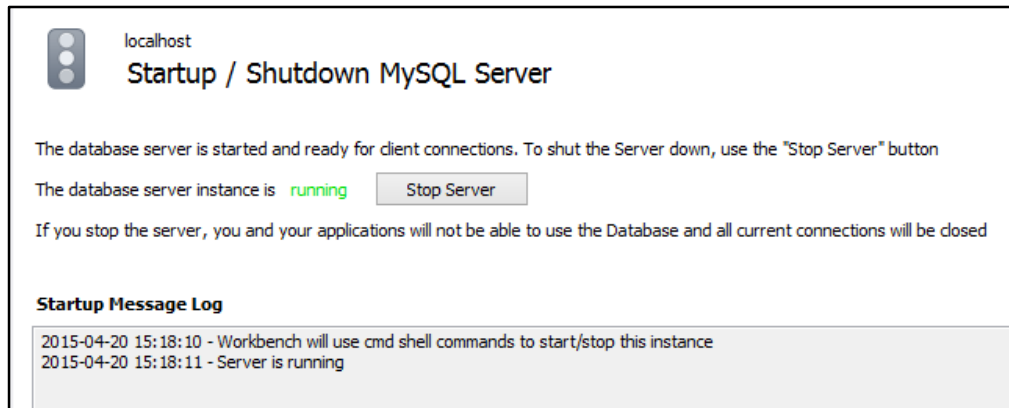 localhost
Startup / Shutdown MySQL Server
The database server is started and ready for client connections. To shut the Server down, use the "Stop Server" button
The database server instance is running Stop Server
If you stop the server, you and your applications will not be able to use the Database and all current connections will be closed
Startup Message Log
2015-04-20 15:18:10 - Workbench will use cmd shell commands to start/stop this instance
2015-04-20 15:18:11 - Server is running